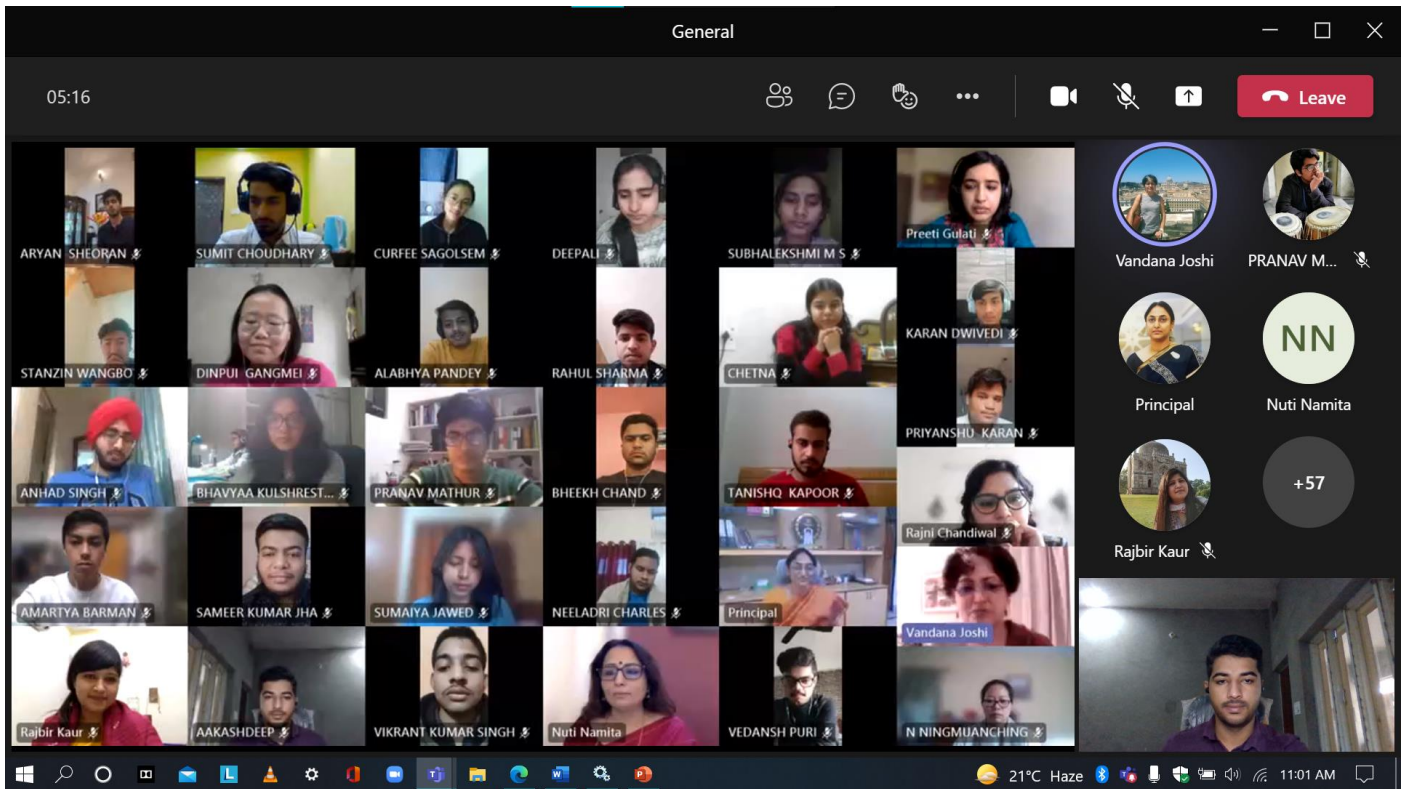 General
05:16
Leave
ARYAN SHEORAN
SUMIT CHOUDHARY
CURFEE SAGOLSEM
DEEPALI
SUBHALEKSHMI M S
Preeti Gulati
STANZIN WANGBO
DINPUI GANGMEI
ALABHYA PANDEY
RAHUL SHARMA
CHETNA
KARAN DWIVEDI
PRIYANSHU KARAN
ANHAD SINGH
BHAVYAA KULSHREST...
PRANAV MATHUR
BHEEKH CHAND
TANISHQ KAPOOR
Rajni Chandiwal
AMARTYA BARMAN
SAMEER KUMAR JHA
SUMAIYA JAWED
NEELADRI CHARLES
Principal
Vandana Joshi
Rajbir Kaur
AAKASHDEEP
VIKRANT KUMAR SINGH
Nuti Namita
VEDANSH PURI
N NINGMUANCHING
Vandana Joshi
PRANAV M...
NN
Principal
Nuti Namita
+57
Rajbir Kaur
21°C Haze
11:01 AM